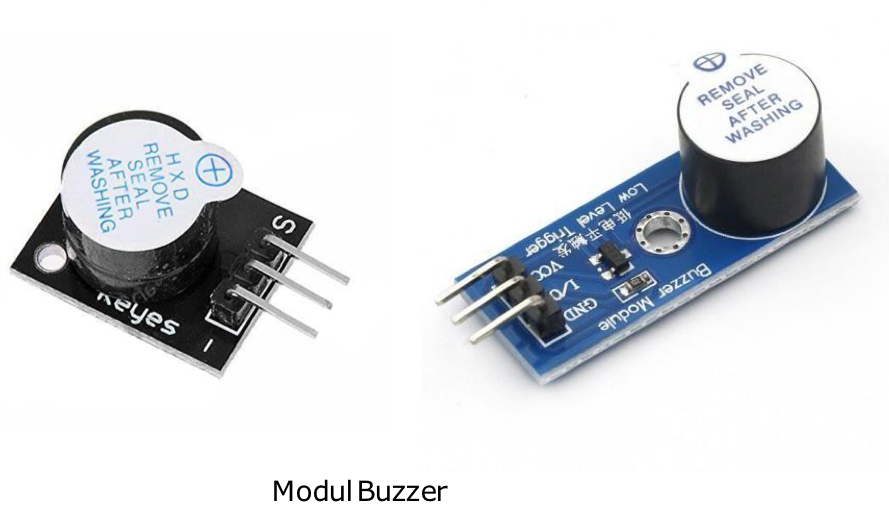 HXD
REMOVE
SEAL
AFTER
WASHING
S
Keyes
-
REMOVE
SEAL
AFTER
WASHING
Low Level Trigger
低电平触发
VCC
I/O
GND
Buzzer Module
Modul Buzzer